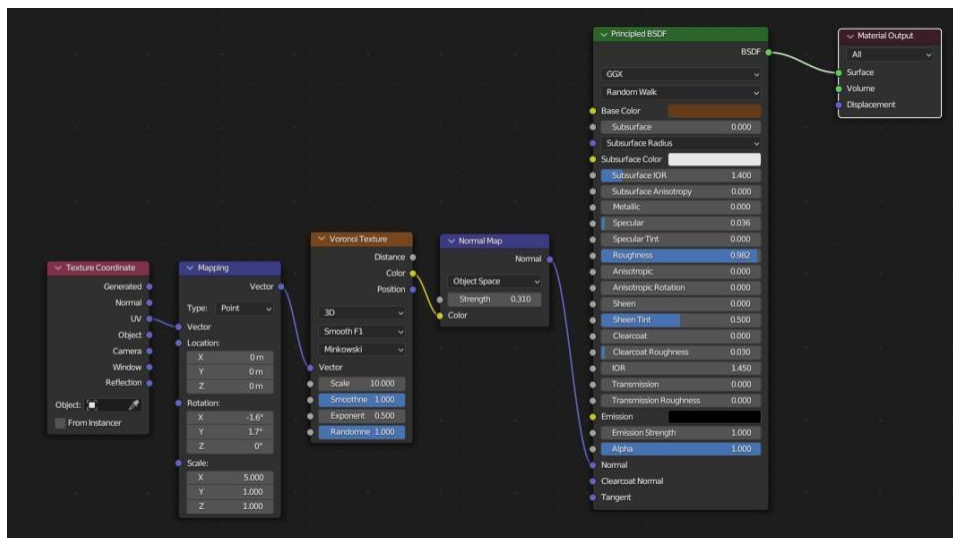 Texture Coordinate
Generated
Normal
UV
Object
Camera
Window
Reflection
Object:
From Instancer
Mapping
Vector
Type: Point
Vector
Location:
X 0 m
Y 0 m
Z 0 m
Rotation:
X -1.6°
Y 1.7°
Z 0°
Scale:
X 5.000
Y 1.000
Z 1.000
Voronoi Texture
Distance
Color
Position
3D
Smooth F1
Minkowski
Vector
Scale 10.000
Smoothne 1.000
Exponent 0.500
Randomne 1.000
Normal Map
Normal
Object Space
Strength 0.310
Color
Principled BSDF
BSDF
GGX
Random Walk
Base Color
Subsurface 0.000
Subsurface Radius
Subsurface Color
Subsurface IOR 1.400
Subsurface Anisotropy 0.000
Metallic 0.000
Specular 0.036
Specular Tint 0.000
Roughness 0.982
Anisotropic 0.000
Anisotropic Rotation 0.000
Sheen 0.000
Sheen Tint 0.500
Clearcoat 0.000
Clearcoat Roughness 0.030
IOR 1.450
Transmission 0.000
Transmission Roughness 0.000
Emission
Emission Strength 1.000
Alpha 1.000
Normal
Clearcoat Normal
Tangent
Material Output
All
Surface
Volume
Displacement